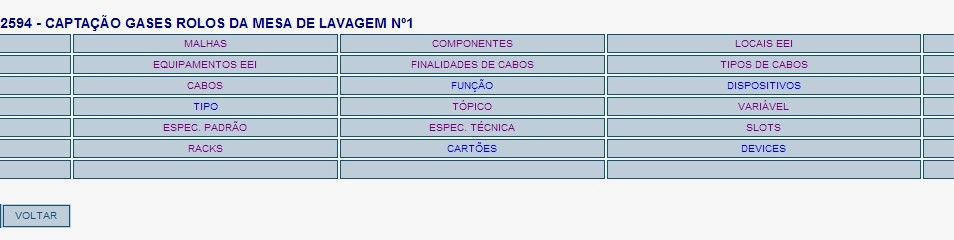 2594 - CAPTAÇÃO GASES ROLOS DA MESA DE LAVAGEM Nº1
MALHAS COMPONENTES LOCAIS EEI
EQUIPAMENTOS EEI FINALIDADES DE CABOS TIPOS DE CABOS
CABOS FUNÇÃO DISPOSITIVOS
TIPO TÓPICO VARIÁVEL
ESPEC. PADRÃO ESPEC. TÉCNICA SLOTS
RACKS CARTÕES DEVICES
VOLTAR